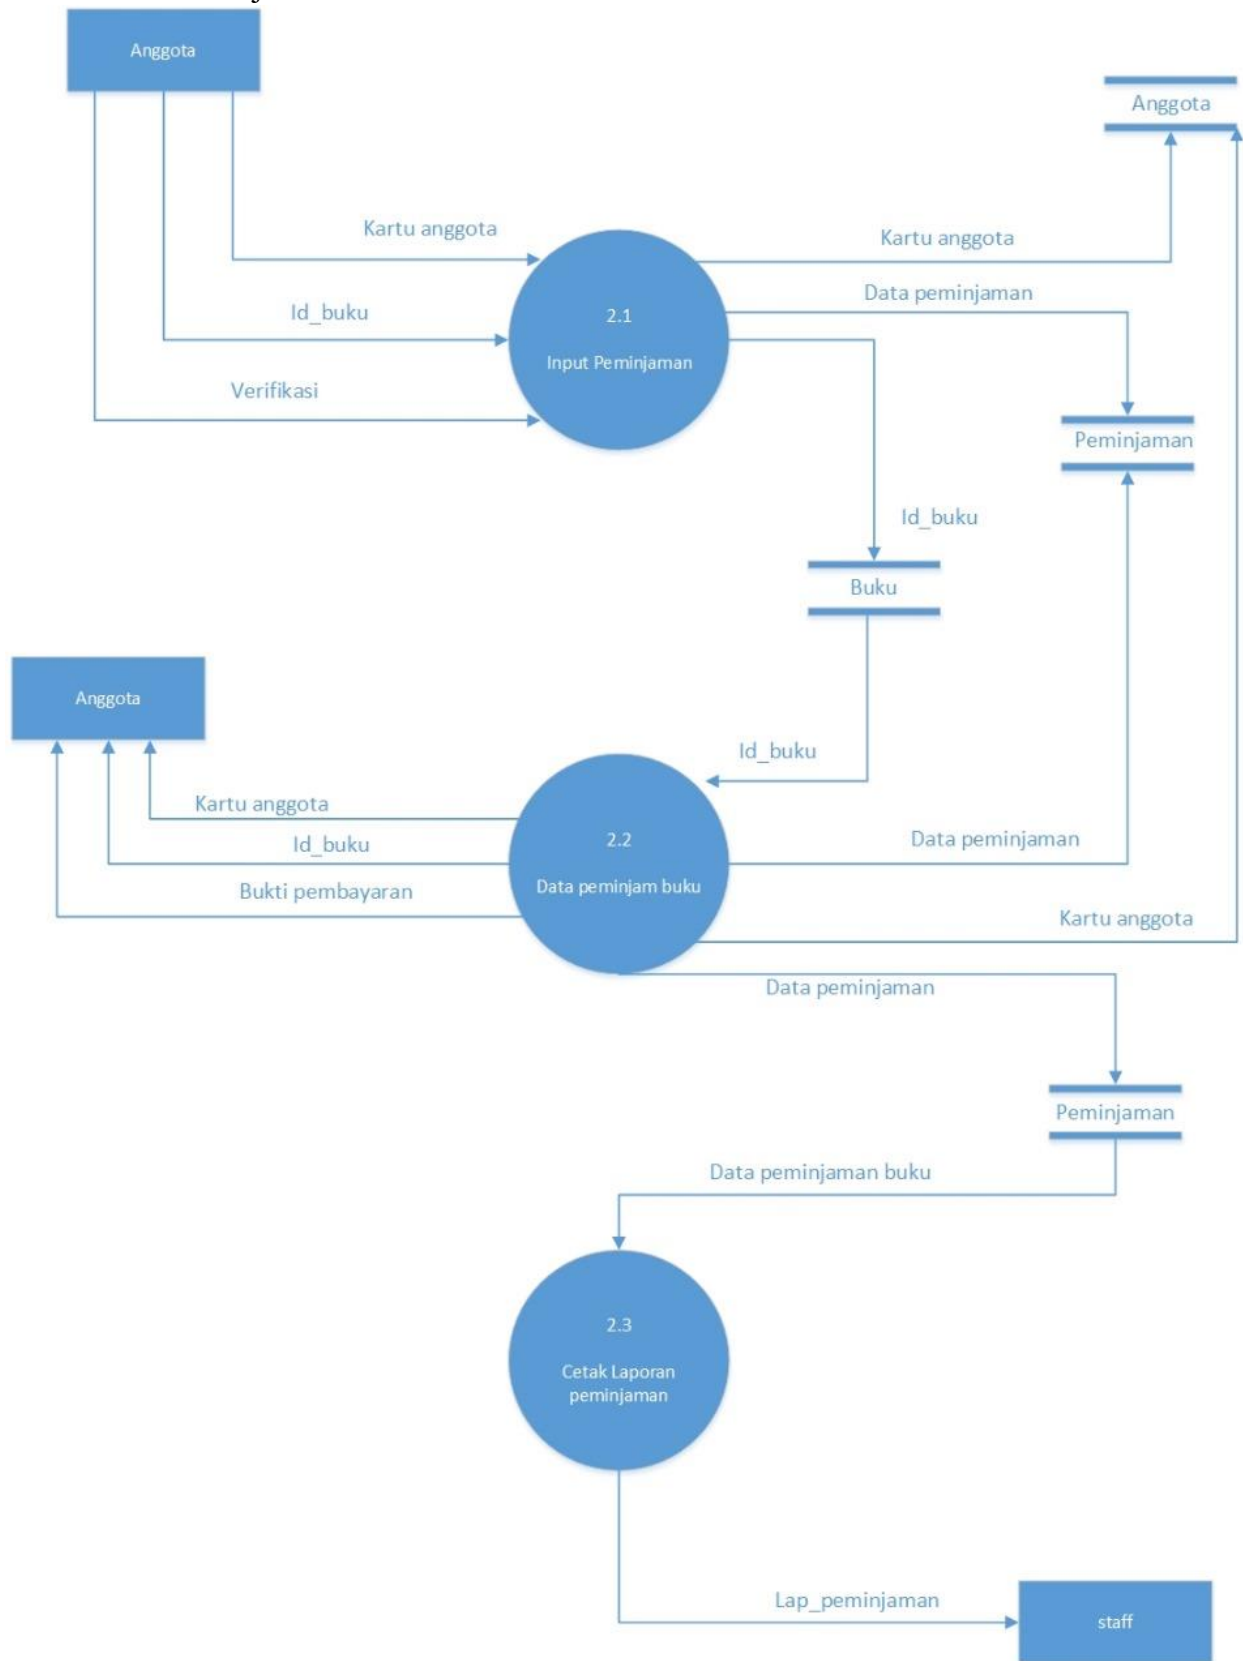 Anggota
Anggota
Kartu anggota
Kartu anggota
Data peminjaman
Id_buku
2.1
Input Peminjaman
Verifikasi
Peminjaman
Id_buku
Buku
Anggota
Id_buku
Kartu anggota
Id_buku
2.2
Data peminjaman
Data peminjam buku
Bukti pembayaran
Kartu anggota
Data peminjaman
Peminjaman
Data peminjaman buku
2.3
Cetak Laporan
peminjaman
Lap_peminjaman
staff